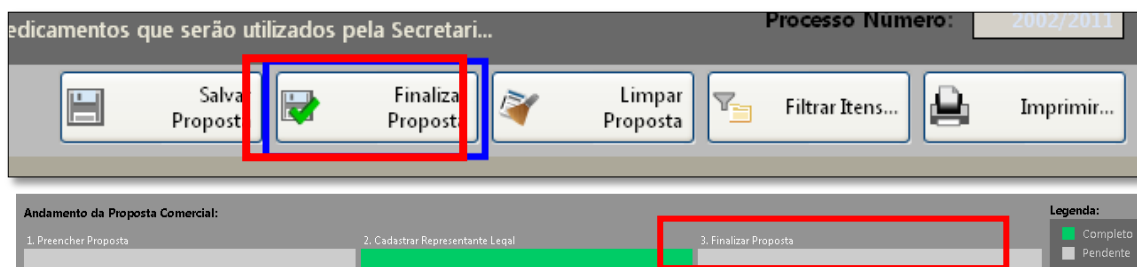 edicamentos que serão utilizados pela Secretari...
Processo Número: 2002/2011
Salva Propost
Finaliza Proposta
Limpar Proposta
Filtrar Itens...
Imprimir...
Andamento da Proposta Comercial:
Legenda:
1. Preencher Proposta
2. Cadastrar Representante Legal
3. Finalizar Proposta
Completo
Pendente